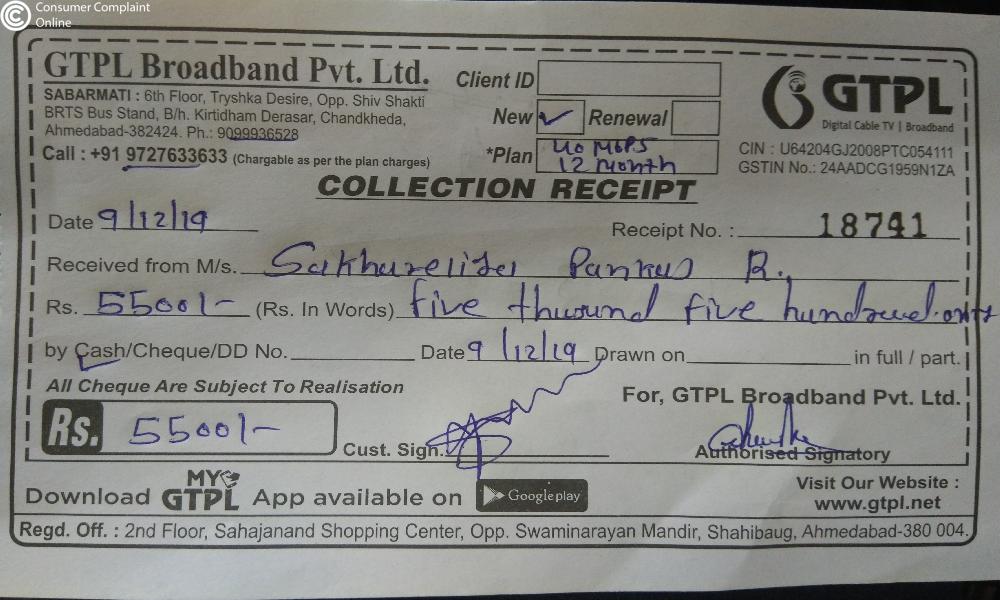 Consumer Complaint
Online
GTPL Broadband Pvt. Ltd.
SABARMATI : 6th Floor, Tryshka Desire, Opp. Shiv Shakti
BRTS Bus Stand, B/h. Kirtidham Derasar, Chandkheda,
Ahmedabad-382424. Ph.: 9099936528
Call : +91 9727633633 (Chargable as per the plan charges)
Client ID
New ✓ Renewal
*Plan 40 MBPS
12 Month
GTPL
Digital Cable TV | Broadband
CIN : U64204GJ2008PTC054111
GSTIN No.: 24AADCG1959N1ZA
COLLECTION RECEIPT
Date 9/12/19
Receipt No. : 18741
Received from M/s. R.
Rs. 5500/- (Rs. In Words) five five
by Cash/Cheque/DD No. Date 9/12/19 Drawn on in full / part.
All Cheque Are Subject To Realisation
For, GTPL Broadband Pvt. Ltd.
Rs. 5500/-
Cust. Sign.
Authorised Signatory
MY
Download GTPL App available on Google play
Visit Our Website :
www.gtpl.net
Regd. Off. : 2nd Floor, Sahajanand Shopping Center, Opp. Swaminarayan Mandir, Shahibaug, Ahmedabad-380 004.